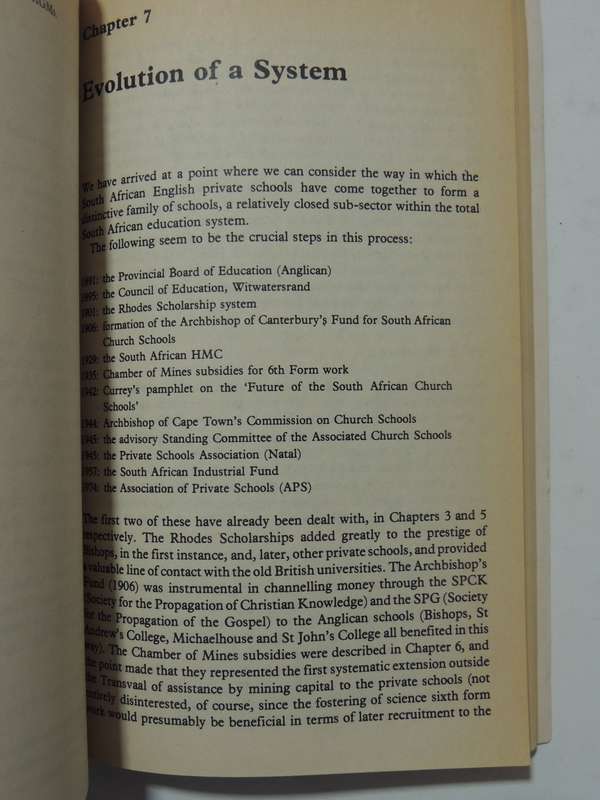 Chapter 7
Evolution of a System
We have arrived at a point where we can consider the way in which the
South African English private schools have come together to form a
distinctive family of schools, a relatively closed sub-sector within the total
South African education system.
The following seem to be the crucial steps in this process:
1891: the Provincial Board of Education (Anglican)
1895: the Council of Education, Witwatersrand
1901: the Rhodes Scholarship system
1906: formation of the Archbishop of Canterbury's Fund for South African
Church Schools
1929: the South African HMC
1935: Chamber of Mines subsidies for 6th Form work
1942: Currey's pamphlet on the 'Future of the South African Church
Schools'
1944: Archbishop of Cape Town's Commission on Church Schools
1945: the advisory Standing Committee of the Associated Church Schools
1945: the Private Schools Association (Natal)
1957: the South African Industrial Fund
1974: the Association of Private Schools (APS)
The first two of these have already been dealt with, in Chapters 3 and 5
respectively. The Rhodes Scholarships added greatly to the prestige of
Bishops, in the first instance, and, later, other private schools, and provided
a valuable line of contact with the old British universities. The Archbishop's
Fund (1906) was instrumental in channelling money through the SPCK
(Society for the Propagation of Christian Knowledge) and the SPG (Society
for the Propagation of the Gospel) to the Anglican schools (Bishops, St
Andrew's College, Michaelhouse and St John's College all benefited in this
way). The Chamber of Mines subsidies were described in Chapter 6, and
the point made that they represented the first systematic extension outside
the Transvaal of assistance by mining capital to the private schools (not
entirely disinterested, of course, since the fostering of science sixth form
work would presumably be beneficial in terms of later recruitment to the